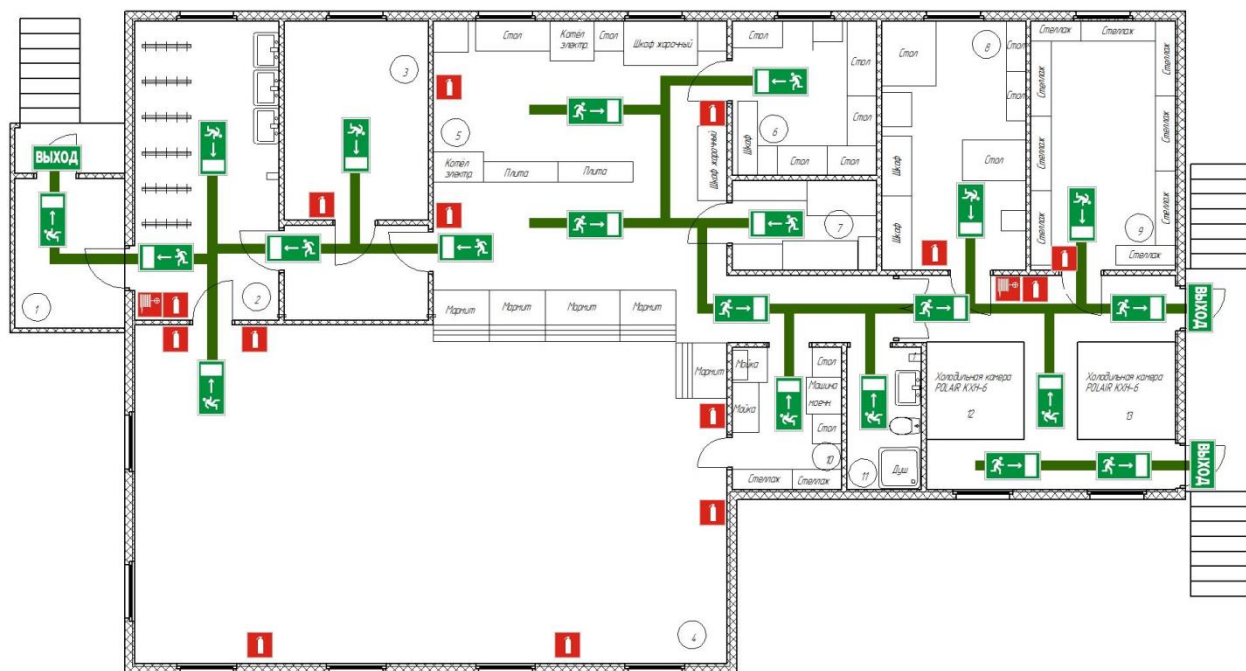 Стол
Котёл
электр.
Стол
Шкаф жарочный
Стол
Стол
Стол
8
Стол
Стеллаж
Стеллаж
Стеллаж
Стеллаж
3
5
6
Шкаф
Стол
Стол
Шкаф жарочный
Котёл
электр.
Плита
Плита
Стол
Шкаф
Шкаф
Стол
Стеллаж
Стеллаж
Стеллаж
Стеллаж
9
Стеллаж
ВЫХОД
7
1
2
Мармит
Мармит
Мармит
Мармит
Мармит
ВЫХОД
Мойка
Мойка
Стол
Машина
моечн.
Стол
10
Стеллаж
Стеллаж
11
Душ
Холодильная камера
POLAIR КХН-6
12
Холодильная камера
POLAIR КХН-6
13
ВЫХОД
4